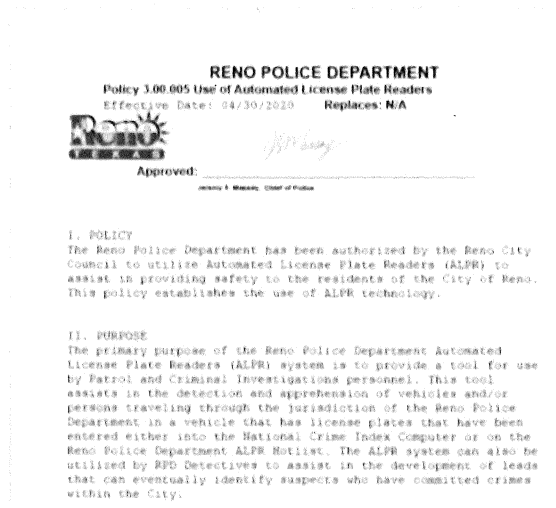 RENO POLICE DEPARTMENT
Policy 3.00.005 Use of Automated License Plate Readers
Effective Date: 04/30/2020 Replaces: N/A
Reno
TEXAS
Approved:
Chief of Police
I. POLICY
The Reno Police Department has been authorized by the Reno City
Council to utilize Automated License Plate Readers (ALPR) to
assist in providing safety to the residents of the City of Reno.
This policy establishes the use of ALPR technology.
II. PURPOSE
The primary purpose of the Reno Police Department Automated
License Plate Readers (ALPR) system is to provide a tool for use
by Patrol and Criminal Investigations personnel. This tool
assists in the detection and apprehension of vehicles and/or
persons traveling through the jurisdiction of the Reno Police
Department in a vehicle that has license plates that have been
entered either into the National Crime Index Computer or on the
Reno Police Department ALPR Hotlist. The ALPR system can also be
utilized by RPD Detectives to assist in the development of leads
that can eventually identify suspects who have committed crimes
within the City.